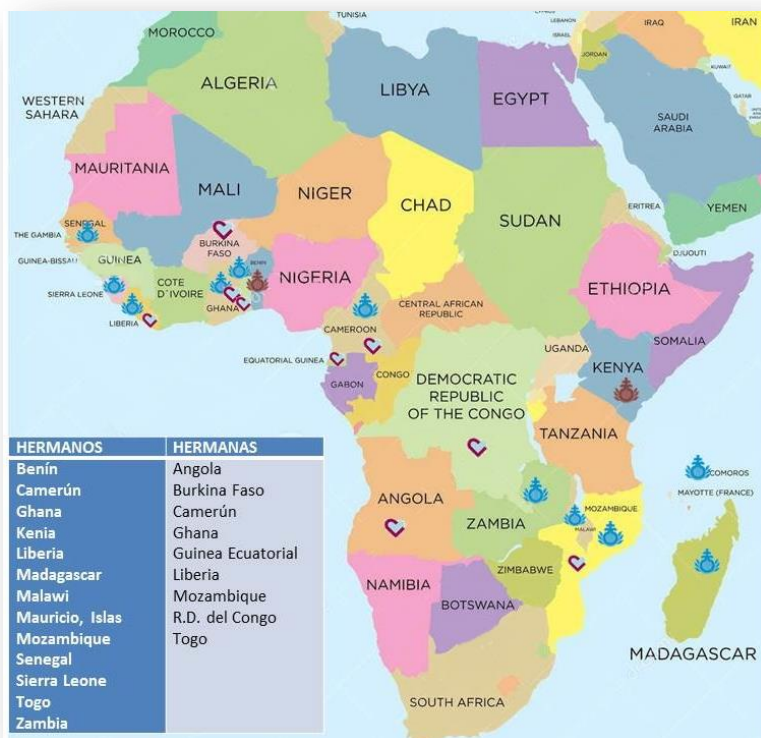 TUNISIA
LEBANON
ISRAEL
IRAQ
IRAN
MOROCCO
JORDAN
KUWAIT
ALGERIA
LIBYA
EGYPT
QATAR
WESTERN
SAHARA
SAUDI
ARABIA
MAURITANIA
MALI
NIGER
CHAD
SUDAN
ERITREA
YEMEN
SENEGAL
THE GAMBIA
BURKINA
FASO
DJIJOUTI
GUINEA-BISSAU
GUINEA
BENIN
NIGERIA
ETHIOPIA
SIERRA LEONE
COTE
D`IVOIRE
GHANA
CENTRAL AFRICAN
REPUBLIC
LIBERIA
CAMEROON
SOMALIA
EQUATORIAL GUINEA
UGANDA
KENYA
GABON
CONGO
DEMOCRATIC
REPUBLIC
OF THE CONGO
TANZANIA
COMOROS
MAYOTTE (FRANCE)
ANGOLA
ZAMBIA
MALAWI
MOZAMBIQUE
ZIMBABWE
NAMIBIA
BOTSWANA
MADAGASCAR
SOUTH AFRICA
HERMANOS HERMANAS
Benín Angola
Camerún Burkina Faso
Ghana Camerún
Kenia Ghana
Liberia Guinea Ecuatorial
Madagascar Liberia
Malawi Mozambique
Mauricio, Islas R.D. del Congo
Mozambique Togo
Senegal
Sierra Leone
Togo
Zambia